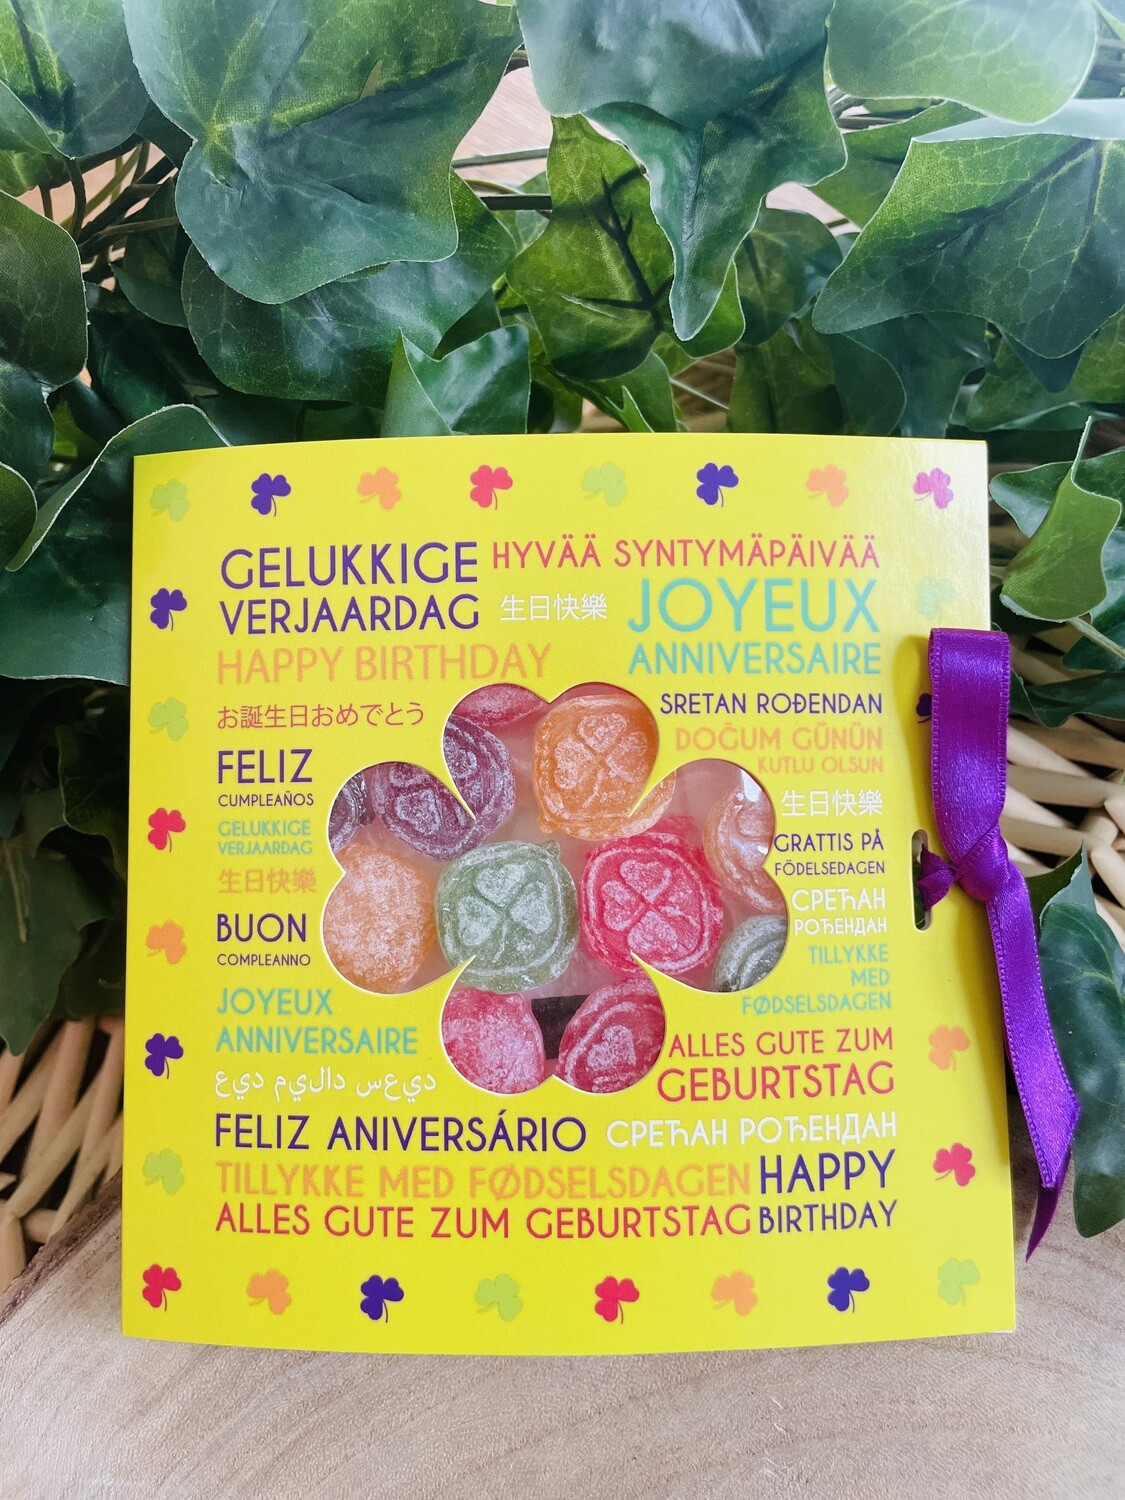 GELUKKIGE
VERJAARDAG
HYVÄÄ SYNTYMÄPÄIVÄÄ
生日快樂
JOYEUX
ANNIVERSAIRE
HAPPY BIRTHDAY
お誕生日おめでとう
SRETAN ROĐENDAN
DOĞUM GÜNÜN
KUTLU OLSUN
FELIZ
CUMPLEAÑOS
生日快樂
GELUKKIGE
VERJAARDAG
GRATTIS PÅ
FÖDELSEDAGEN
生日快樂
СРЕЋАН
РОЂЕНДАН
BUON
COMPLEANNO
TILLYKKE
MED
FØDSELSDAGEN
JOYEUX
ANNIVERSAIRE
ALLES GUTE ZUM
GEBURTSTAG
ﻋﻳﺩ ﻣﻳﻟﺍﺩ ﺳﻋﻳﺩ
FELIZ ANIVERSÁRIO
СРЕЋАН РОЂЕНДАН
TILLYKKE MED FØDSELSDAGEN
HAPPY
BIRTHDAY
ALLES GUTE ZUM GEBURTSTAG